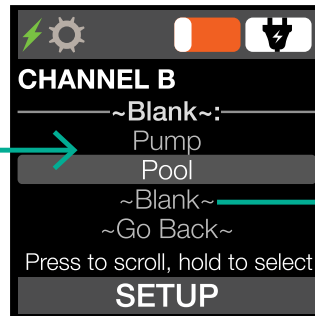 CHANNEL B
~Blank~:
Pump
Pool
~Blank~
~Go Back~
Press to scroll, hold to select
SETUP